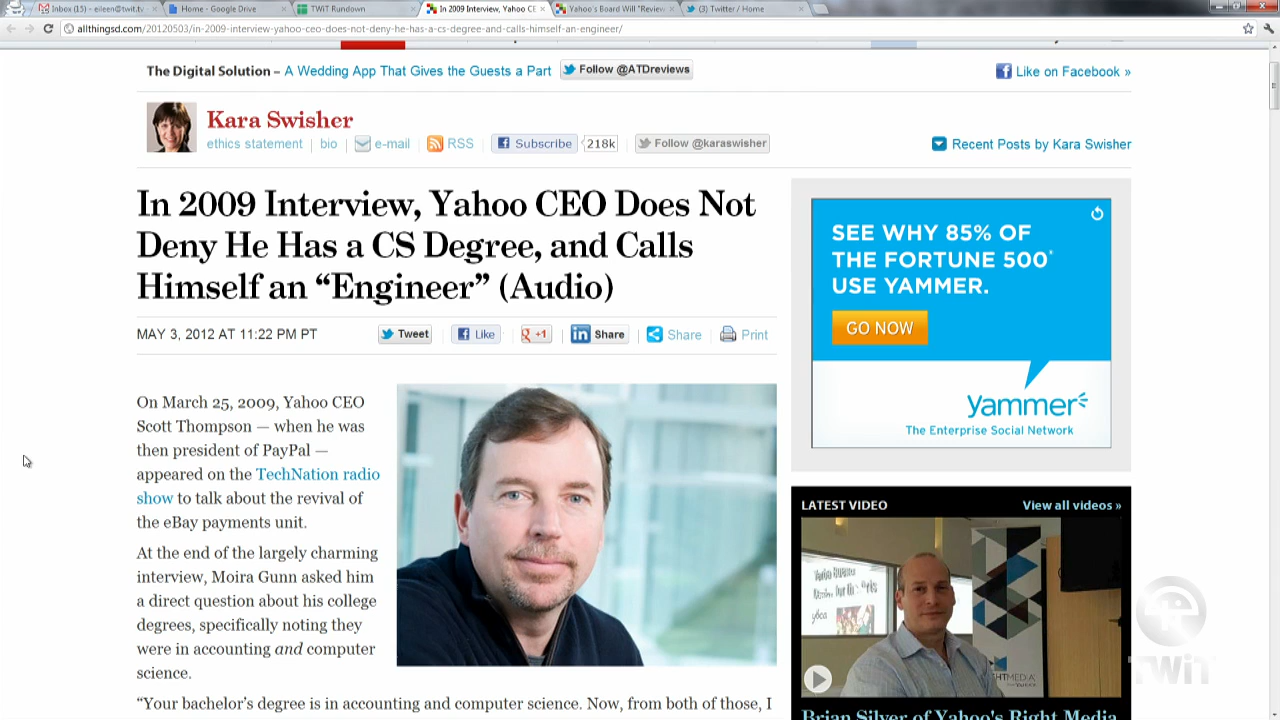 Inbox (15) - eileen@twit.tv
Home - Google Drive
TWiT Rundown
In 2009 Interview, Yahoo CE
Yahoo's Board Will "Review
(3) Twitter / Home
allthingsd.com/20120503/in-2009-interview-yahoo-ceo-does-not-deny-he-has-a-cs-degree-and-calls-himself-an-engineer/
The Digital Solution – A Wedding App That Gives the Guests a Part
Follow @ATDreviews
Like on Facebook »
Kara Swisher
ethics statement | bio | e-mail RSS Subscribe 218k Follow @karaswisher
Recent Posts by Kara Swisher
In 2009 Interview, Yahoo CEO Does Not
Deny He Has a CS Degree, and Calls
Himself an “Engineer” (Audio)
MAY 3, 2012 AT 11:22 PM PT
Tweet Like +1 Share Share Print
On March 25, 2009, Yahoo CEO
Scott Thompson — when he was
then president of PayPal —
appeared on the TechNation radio
show to talk about the revival of
the eBay payments unit.
At the end of the largely charming
interview, Moira Gunn asked him
a direct question about his college
degrees, specifically noting they
were in accounting and computer
science.
“Your bachelor’s degree is in accounting and computer science. Now, from both of those, I
SEE WHY 85% OF
THE FORTUNE 500*
USE YAMMER.
GO NOW
yammer
The Enterprise Social Network
LATEST VIDEO
View all videos »
Brian Silver of Yahoo's Right Media
TWiT